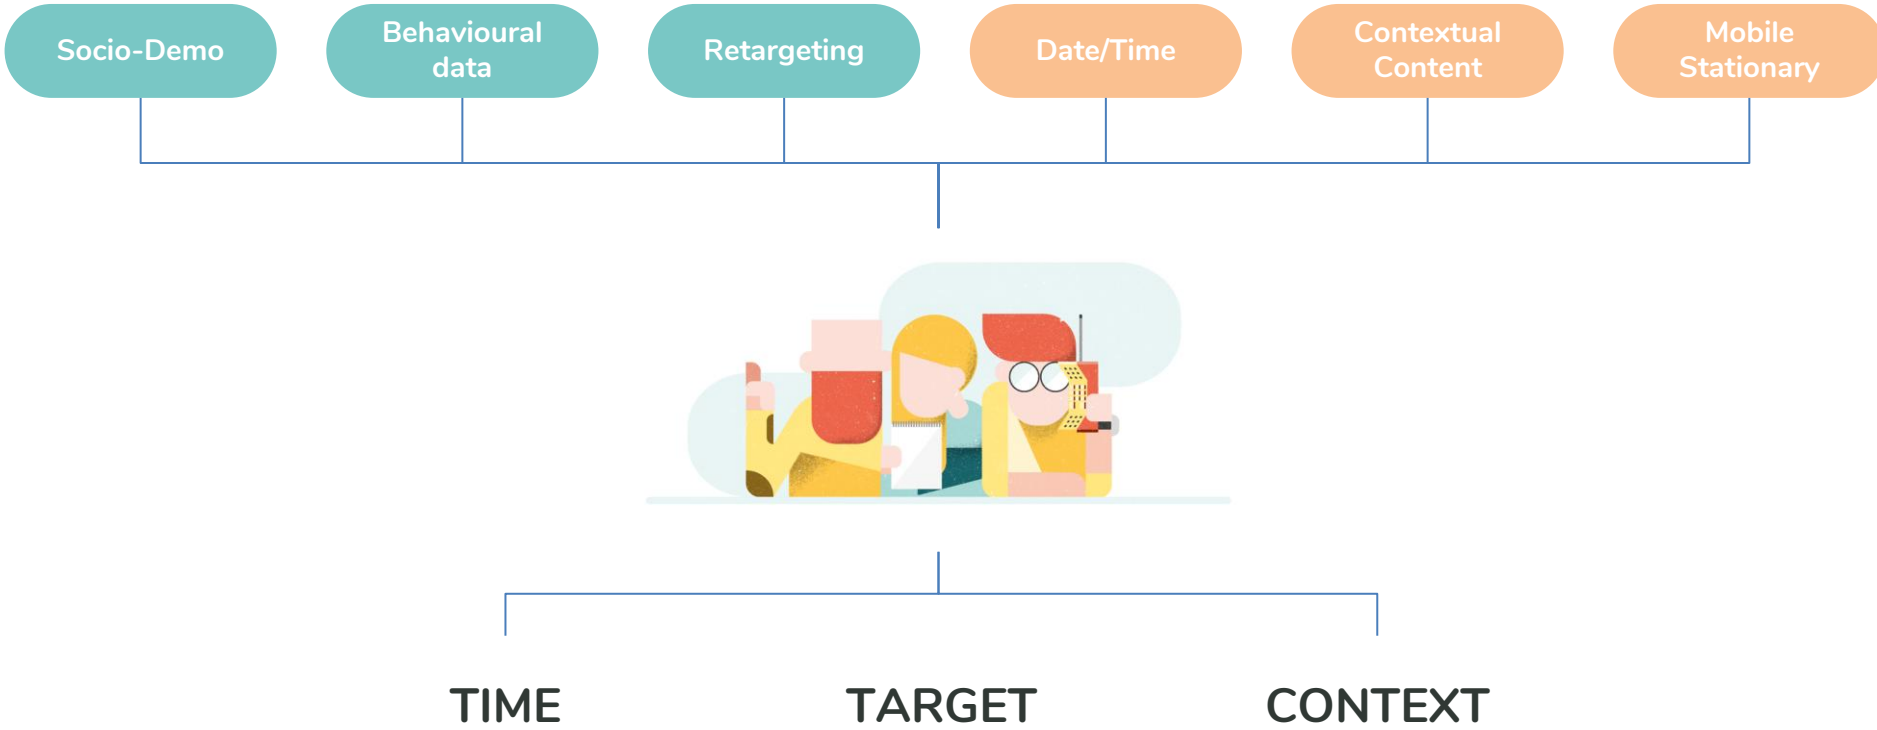 Socio-Demo
Behavioural
data
Retargeting
Date/Time
Contextual
Content
Mobile
Stationary
TIME
TARGET
CONTEXT